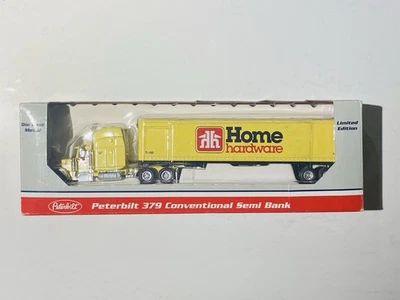 Die Cast
Metal
Limited
Edition
Home
hardware
Peterbilt
Peterbilt 379 Conventional Semi Bank